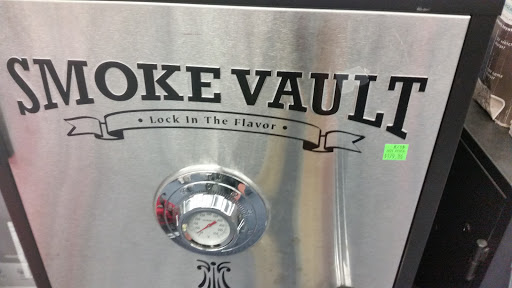 SMOKE VAULT
• Lock In The Flavor •